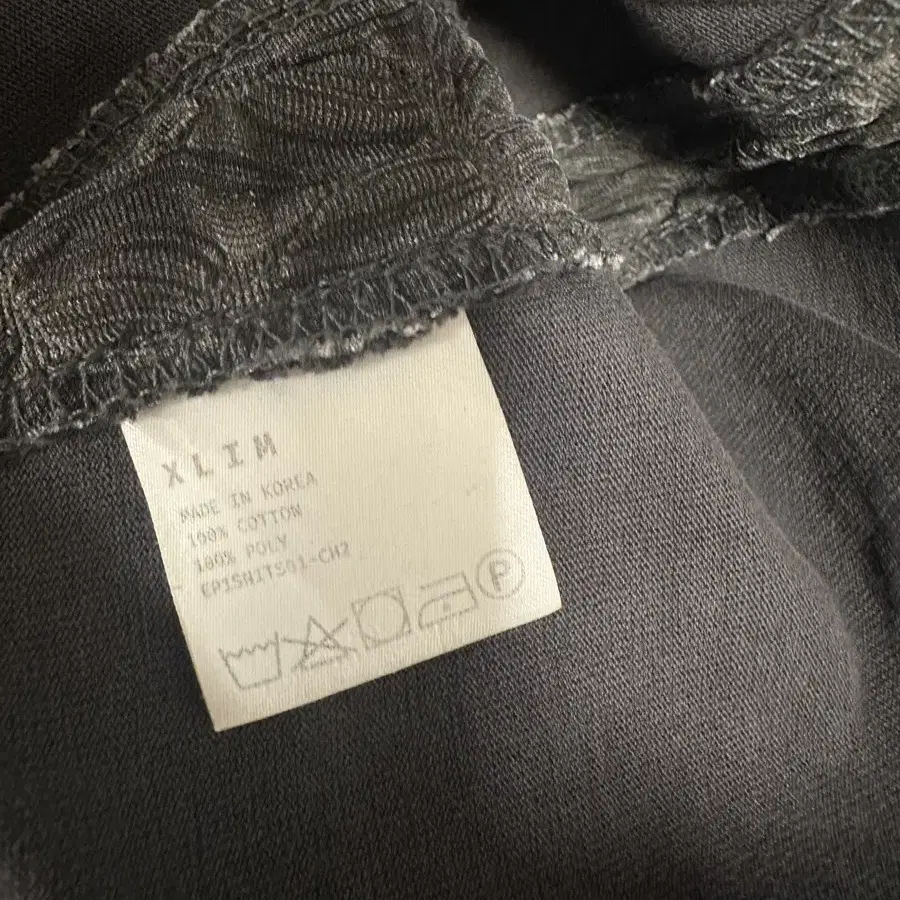 XLIM
MADE IN KOREA
100% COTTON
100% POLY
EP1SHITS01-CH2
P